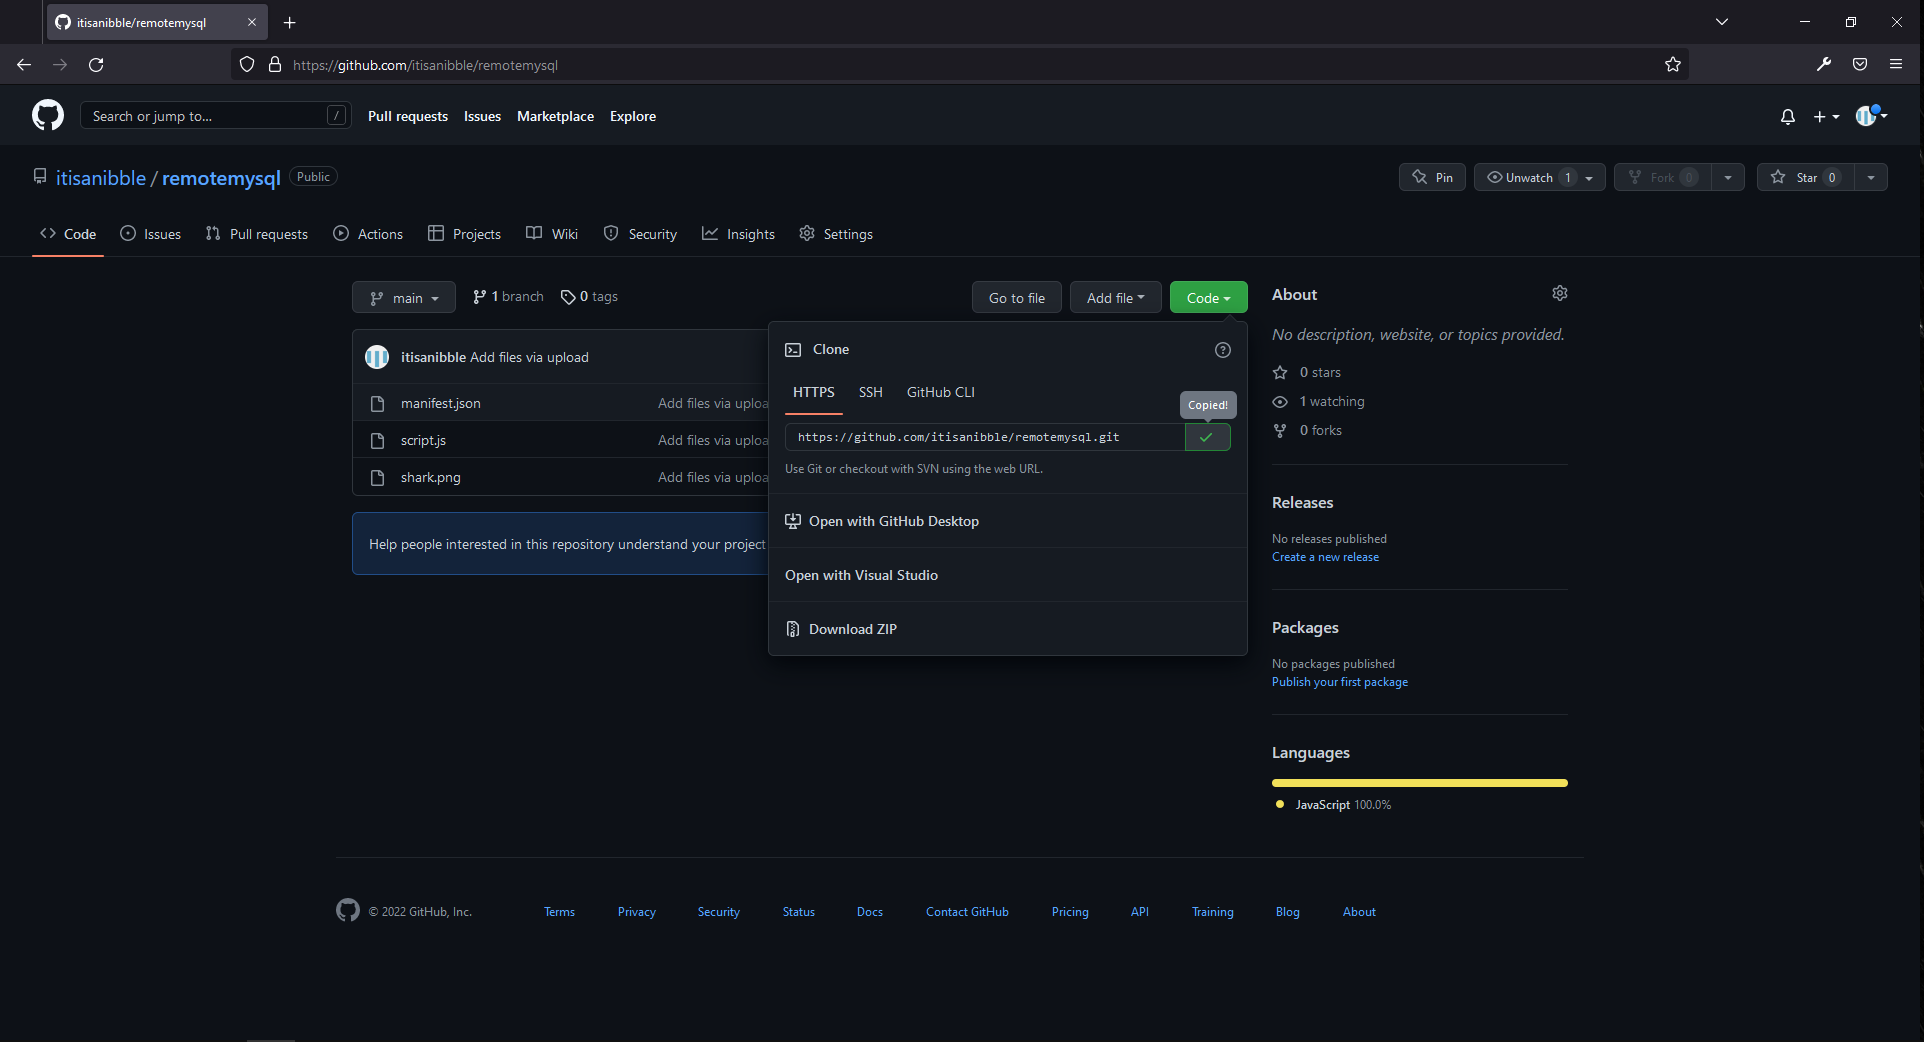 itisanibble/remotemysql
https://github.com/itisanibble/remotemysql
Search or jump to... /
Pull requests Issues Marketplace Explore
itisanibble / remotemysql Public
Pin Unwatch 1 Fork 0 Star 0
Code Issues Pull requests Actions Projects Wiki Security Insights Settings
main 1 branch 0 tags
Go to file Add file Code
itisanibble Add files via upload
manifest.json Add files via uploa
script.js Add files via uploa
shark.png Add files via uploa
Help people interested in this repository understand your project
Clone
HTTPS SSH GitHub CLI
Copied!
https://github.com/itisanibble/remotemysql.git
Use Git or checkout with SVN using the web URL.
Open with GitHub Desktop
Open with Visual Studio
Download ZIP
About
No description, website, or topics provided.
0 stars
1 watching
0 forks
Releases
No releases published
Create a new release
Packages
No packages published
Publish your first package
Languages
JavaScript 100.0%
© 2022 GitHub, Inc. Terms Privacy Security Status Docs Contact GitHub Pricing API Training Blog About